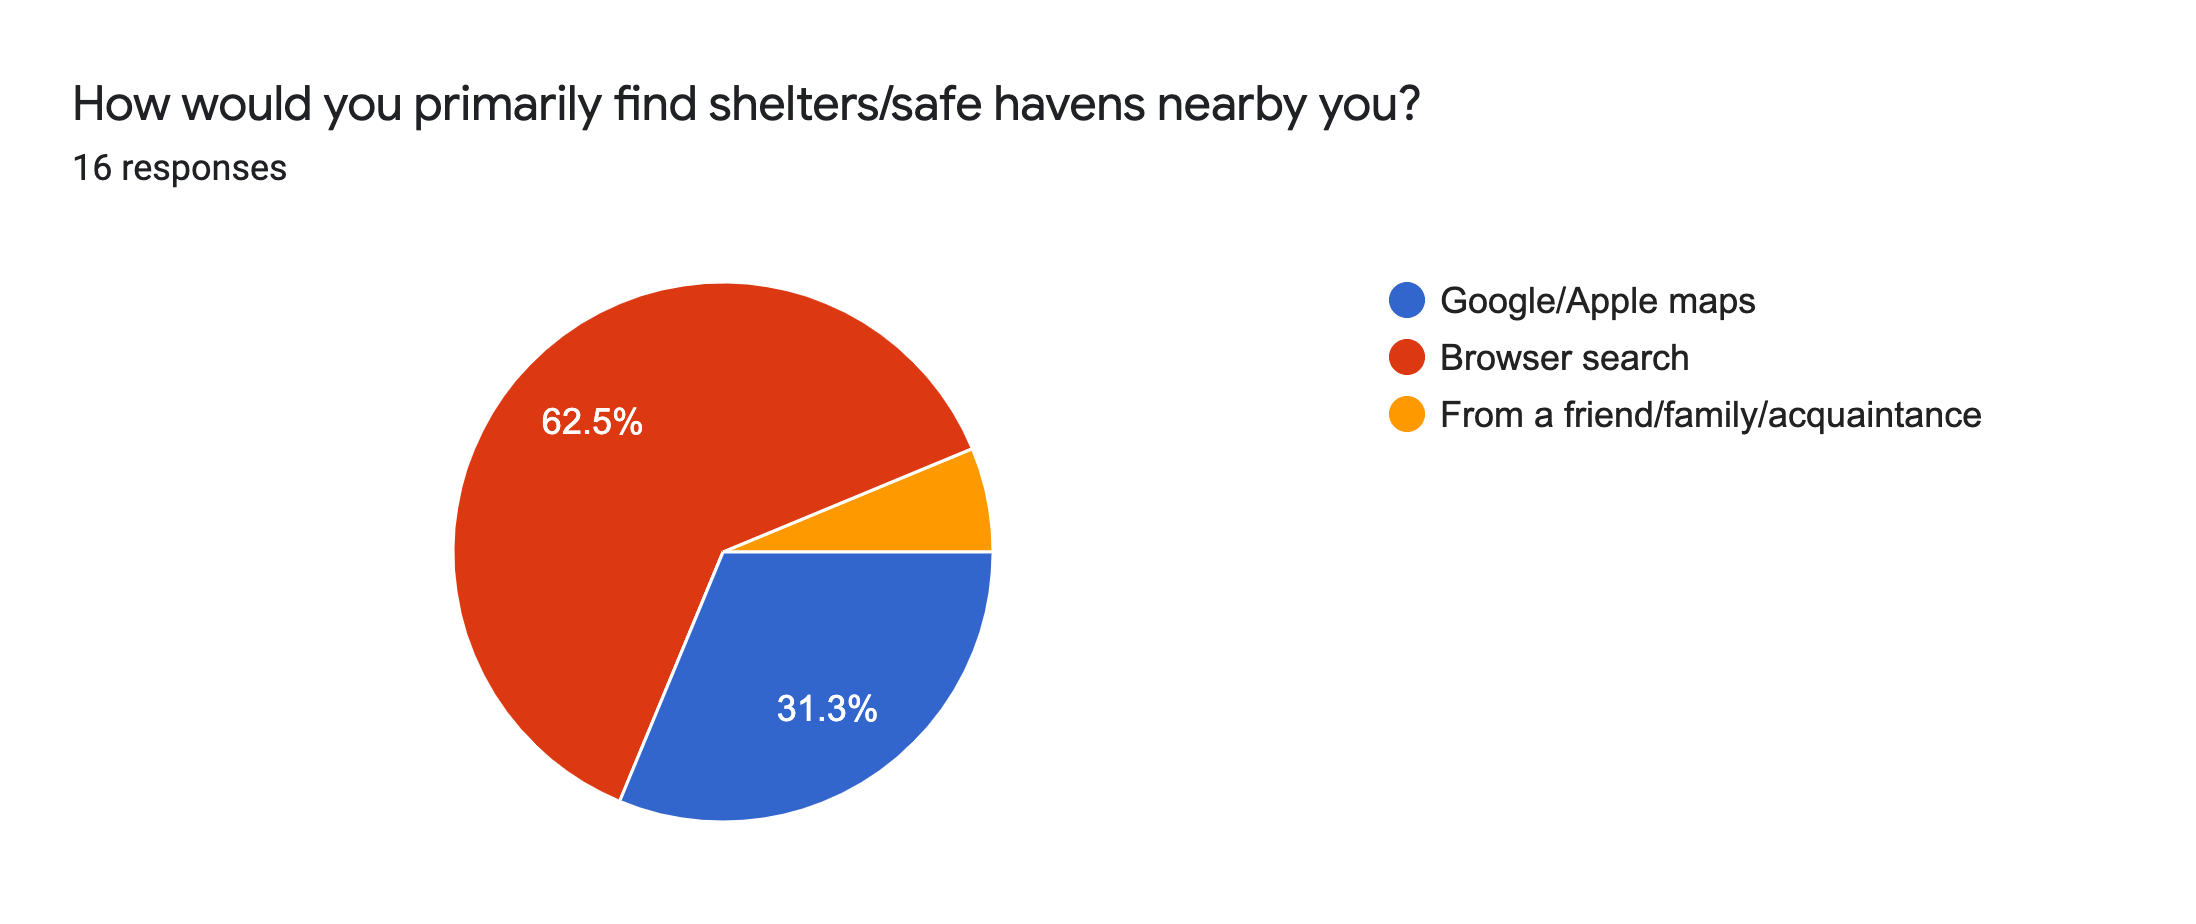 How would you primarily find shelters/safe havens nearby you?
16 responses
62.5%
31.3%
Google/Apple maps
Browser search
From a friend/family/acquaintance